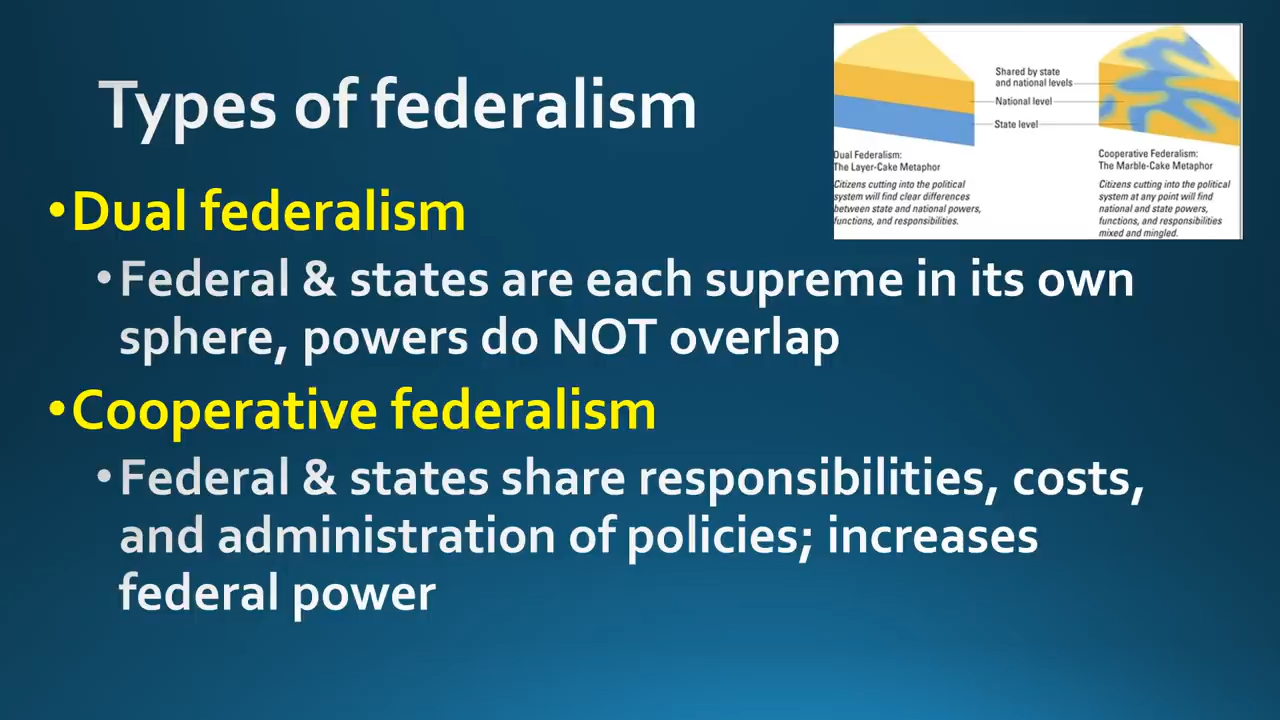 Types of federalism
Shared by state
and national levels
National level
State level
Dual Federalism:
The Layer-Cake Metaphor
Citizens cutting into the political
system will find clear differences
between state and national powers,
functions, and responsibilities.
Cooperative Federalism:
The Marble-Cake Metaphor
Citizens cutting into the political
system at any point will find
national and state powers,
functions, and responsibilities
mixed and mingled.
•Dual federalism
•Federal & states are each supreme in its own
sphere, powers do NOT overlap
•Cooperative federalism
•Federal & states share responsibilities, costs,
and administration of policies; increases
federal power